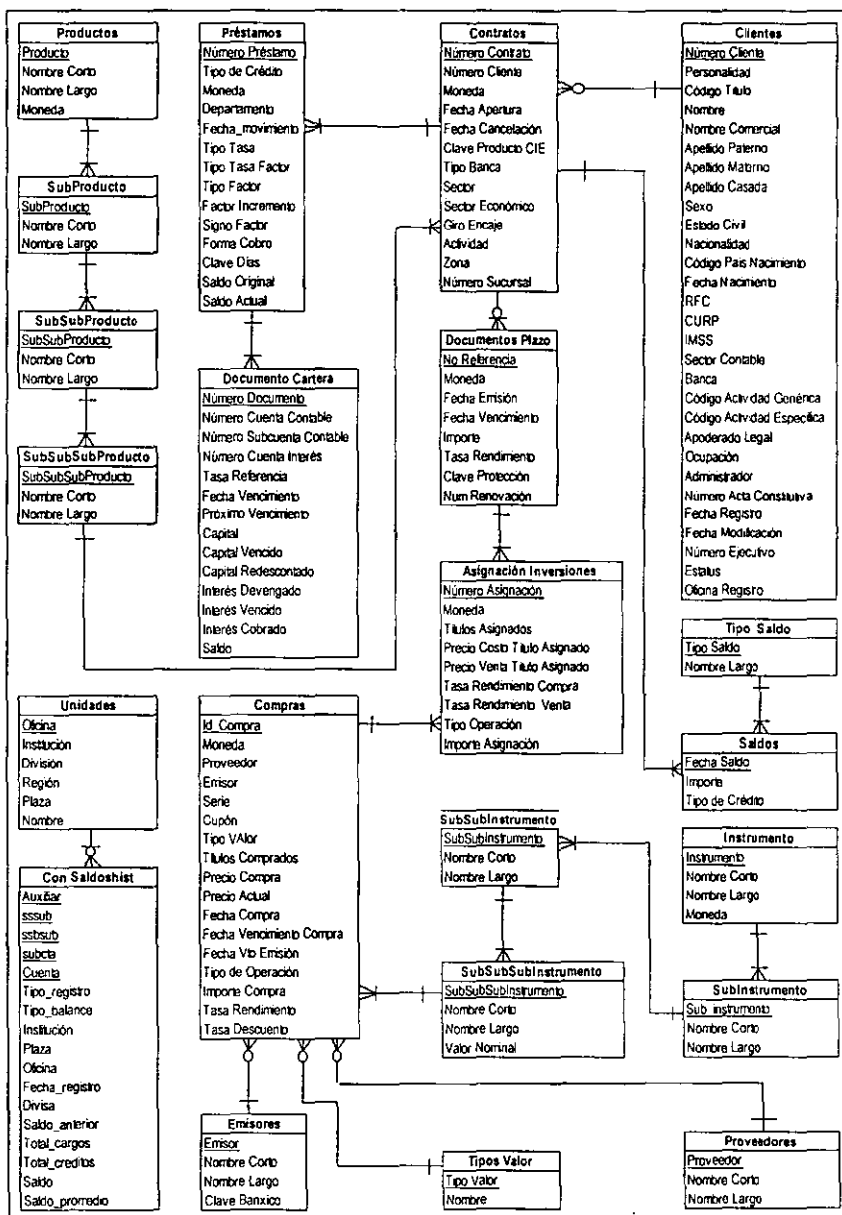 Productos
Producto
Nombre Corto
Nombre Largo
Moneda
SubProducto
SubProducto
Nombre Corto
Nombre Largo
SubSubProducto
SubSubProducto
Nombre Corto
Nombre Largo
SubSubSubProducto
SubSubSubProducto
Nombre Corto
Nombre Largo
Préstamos
Número Préstamo
Tipo de Crédito
Moneda
Departamento
Fecha_movimiento
Tipo Tasa
Tipo Tasa Factor
Tipo Factor
Factor Incremento
Signo Factor
Forma Cobro
Clave Dias
Saldo Original
Saldo Actual
Documento Cartera
Número Documento
Número Cuenta Contable
Número Subcuenta Contable
Número Cuenta Interés
Tasa Referencia
Fecha Vencimiento
Próximo Vencimiento
Capital
Capital Vencido
Capital Redescontado
Interés Devengado
Interés Vencido
Interés Cobrado
Saldo
Contratos
Número Contrato
Número Cliente
Moneda
Fecha Apertura
Fecha Cancelación
Clave Producto CIE
Tipo Banca
Sector
Sector Económico
Giro Encaje
Actividad
Zona
Número Sucursal
Documentos Plazo
No Referencia
Moneda
Fecha Emisión
Fecha Vencimiento
Importe
Tasa Rendimiento
Clave Protección
Num Renovación
Asignación Inversiones
Número Asignación
Moneda
Títulos Asignados
Precio Costo Título Asignado
Precio Venta Título Asignado
Tasa Rendimiento Compra
Tasa Rendimiento Venta
Tipo Operación
Importe Asignación
Clientes
Número Cliente
Personalidad
Código Título
Nombre
Nombre Comercial
Apellido Paterno
Apellido Materno
Apellido Casada
Sexo
Estado Civil
Nacionalidad
Código País Nacimiento
Fecha Nacimiento
RFC
CURP
IMSS
Sector Contable
Banca
Código Actividad Genérica
Código Actividad Específica
Apoderado Legal
Ocupación
Administrador
Número Acta Constitutiva
Fecha Registro
Fecha Modificación
Número Ejecutivo
Estatus
Oficina Registro
Tipo Saldo
Tipo Saldo
Nombre Largo
Saldos
Fecha Saldo
Importe
Tipo de Crédito
Unidades
Oficina
Institución
División
Región
Plaza
Nombre
Con Saldoshist
Auxiliar
sssub
ssbsub
subcta
Cuenta
Tipo_registro
Tipo_balance
Institución
Plaza
Oficina
Fecha_registro
Divisa
Saldo_anterior
Total_cargos
Total_creditos
Saldo
Saldo_promedio
Compras
Id_Compra
Moneda
Proveedor
Emisor
Serie
Cupón
Tipo VAlor
Títulos Comprados
Precio Compra
Precio Actual
Fecha Compra
Fecha Vencimiento Compra
Fecha Vto Emisión
Tipo de Operación
Importe Compra
Tasa Rendimiento
Tasa Descuento
SubSubInstrumento
SubSubInstrumento
Nombre Corto
Nombre Largo
SubSubSubInstrumento
SubSubSubInstrumento
Nombre Corto
Nombre Largo
Valor Nominal
Instrumento
Instrumento
Nombre Corto
Nombre Largo
Moneda
SubInstrumento
Sub_instrumento
Nombre Corto
Nombre Largo
Emisores
Emisor
Nombre Corto
Nombre Largo
Clave Banxico
Tipos Valor
Tipo Valor
Nombre
Proveedores
Proveedor
Nombre Corto
Nombre Largo